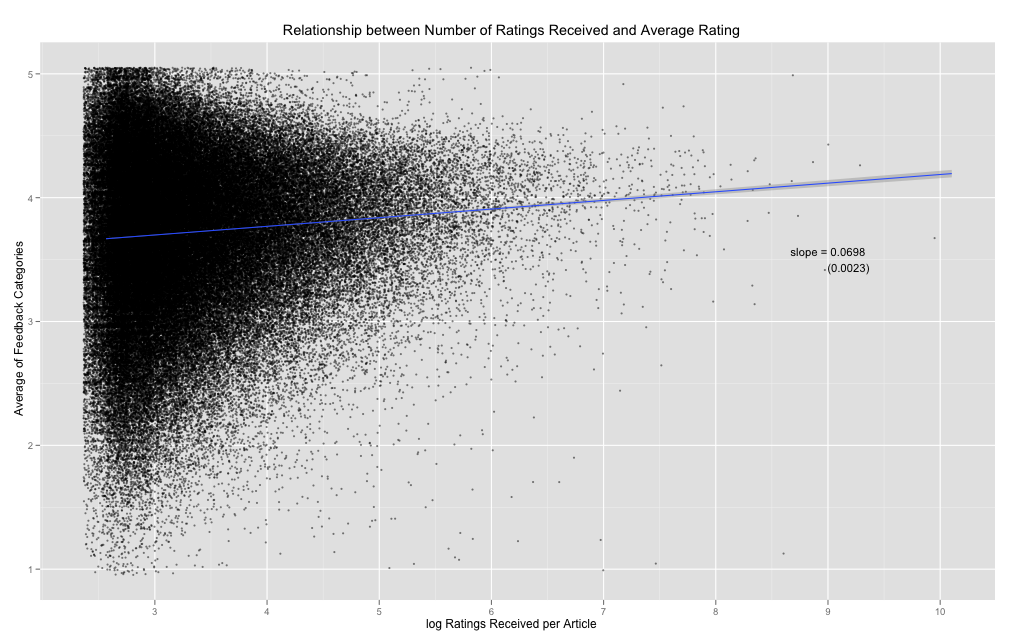 Relationship between Number of Ratings Received and Average Rating
Average of Feedback Categories
5
4
3
2
1
slope = 0.0698
(0.0023)
3 4 5 6 7 8 9 10
log Ratings Received per Article